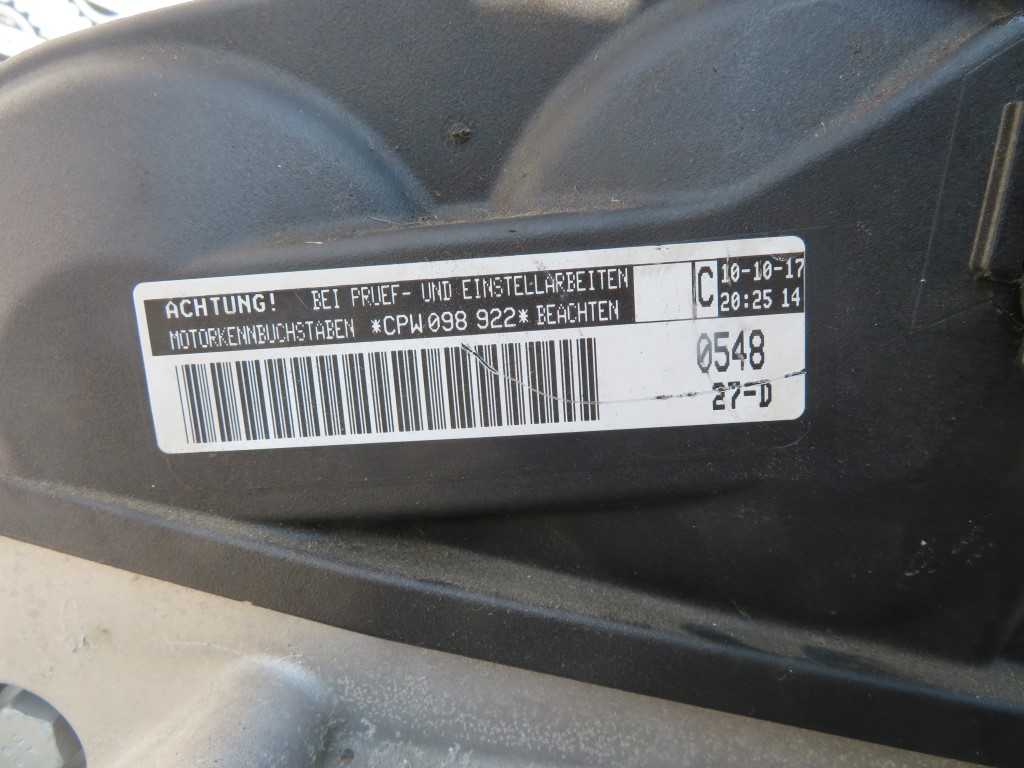 ACHTUNG! BEI PRUEF- UND EINSTELLARBEITEN
MOTORKENNBUCHSTABEN *CPW 098 922* BEACHTEN
C
10-10-17
20:25 14
0548
27-D